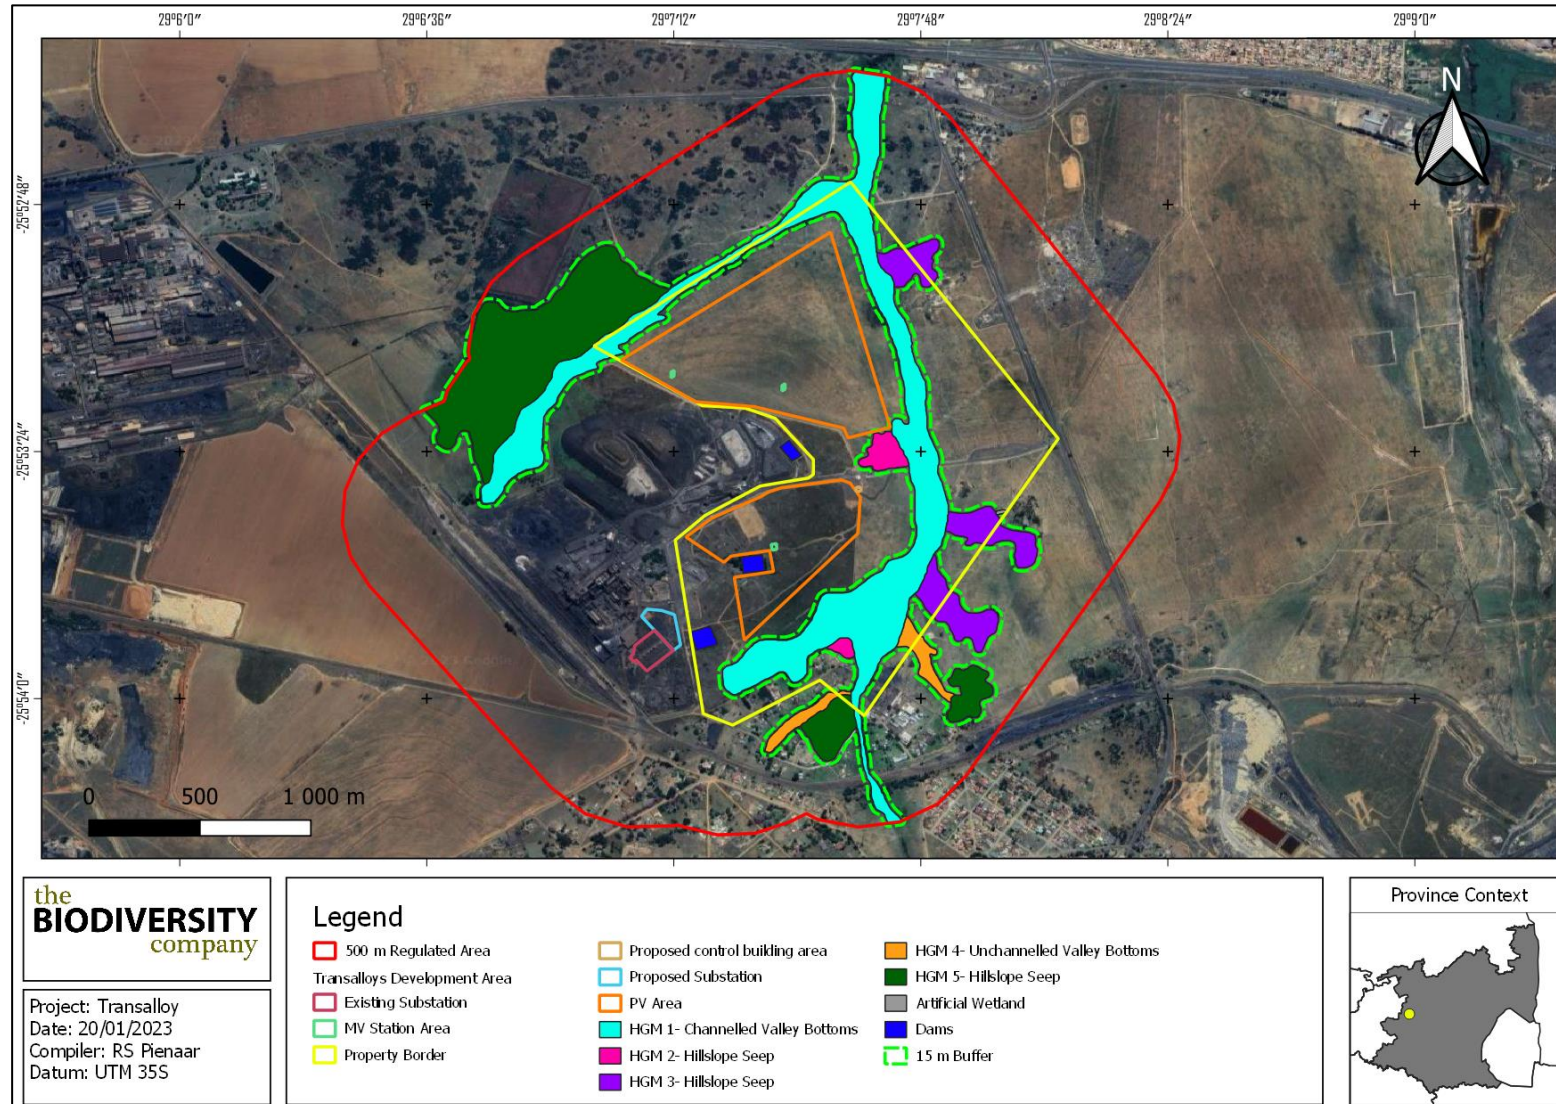 29°6'0"
29°6'36"
29°7'12"
29°7'48"
29°8'24"
29°9'0"
-25°52'48"
-25°53'24"
-25°54'0"
N
0 500 1 000 m
the
BIODIVERSITY
company
Project: Transalloy
Date: 20/01/2023
Compiler: RS Pienaar
Datum: UTM 35S
Legend
500 m Regulated Area
Transalloys Development Area
Existing Substation
MV Station Area
Property Border
Proposed control building area
Proposed Substation
PV Area
HGM 1- Channelled Valley Bottoms
HGM 2- Hillslope Seep
HGM 3- Hillslope Seep
HGM 4- Unchannelled Valley Bottoms
HGM 5- Hillslope Seep
Artificial Wetland
Dams
15 m Buffer
Province Context